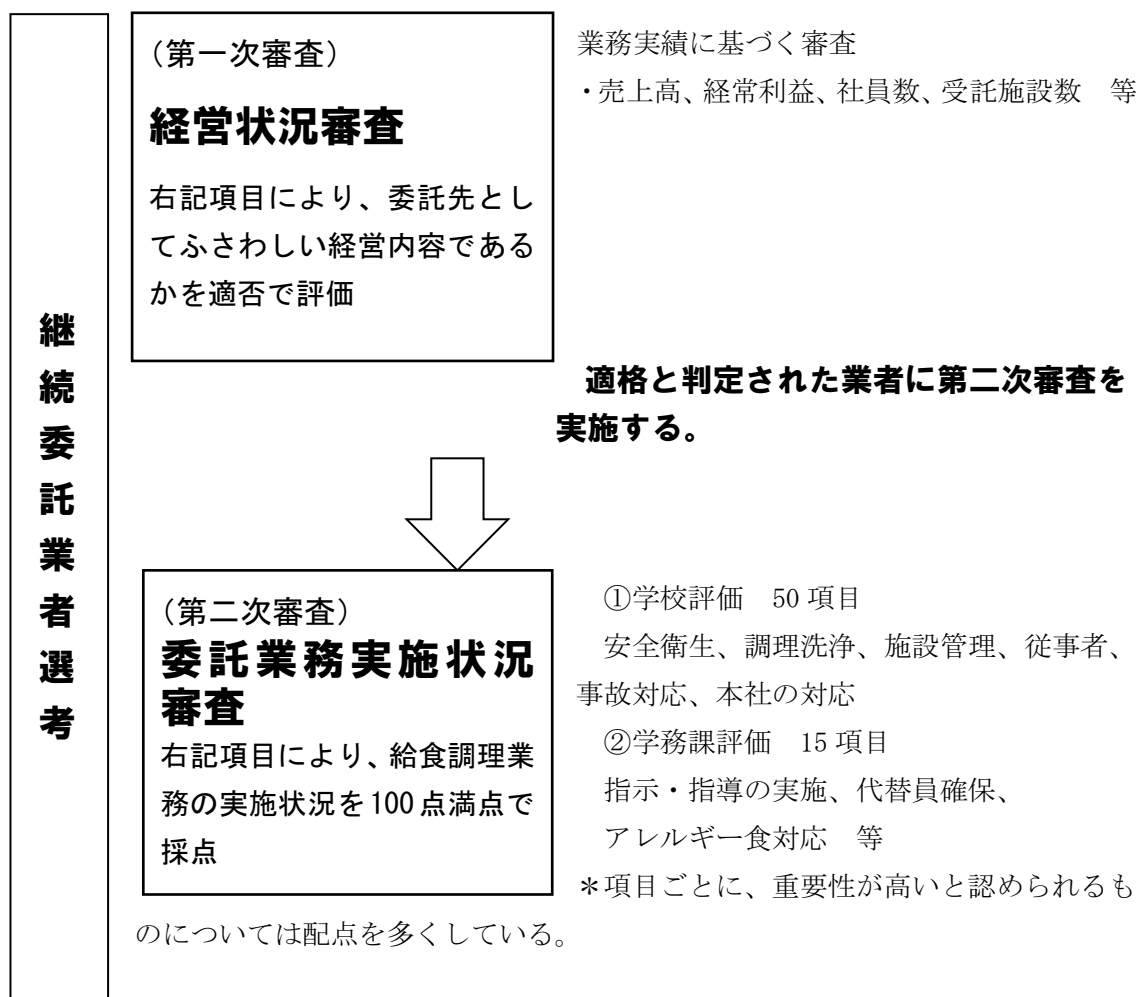 継続委託業者選考
(第一次審査)
経営状況審査
右記項目により、委託先とし
てふさわしい経営内容である
かを適否で評価
業務実績に基づく審査
・売上高、経常利益、社員数、受託施設数　等
適格と判定された業者に第二次審査を
実施する。
(第二次審査)
委託業務実施状況
審査
右記項目により、給食調理業
務の実施状況を100点満点で
採点
①学校評価　50項目
安全衛生、調理洗浄、施設管理、従事者、
事故対応、本社の対応
②学務課評価　15項目
指示・指導の実施、代替員確保、
アレルギー食対応　等
＊項目ごとに、重要性が高いと認められるも
のについては配点を多くしている。